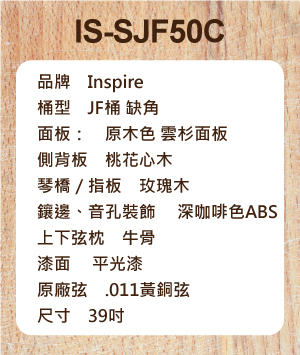 IS-SJF50C
品牌　Inspire
桶型　JF桶 缺角
面板：　原木色 雲杉面板
側背板　桃花心木
琴橋 / 指板　玫瑰木
鑲邊、音孔裝飾　深咖啡色ABS
上下弦枕　牛骨
漆面　平光漆
原廠弦　.011黃銅弦
尺寸　39吋